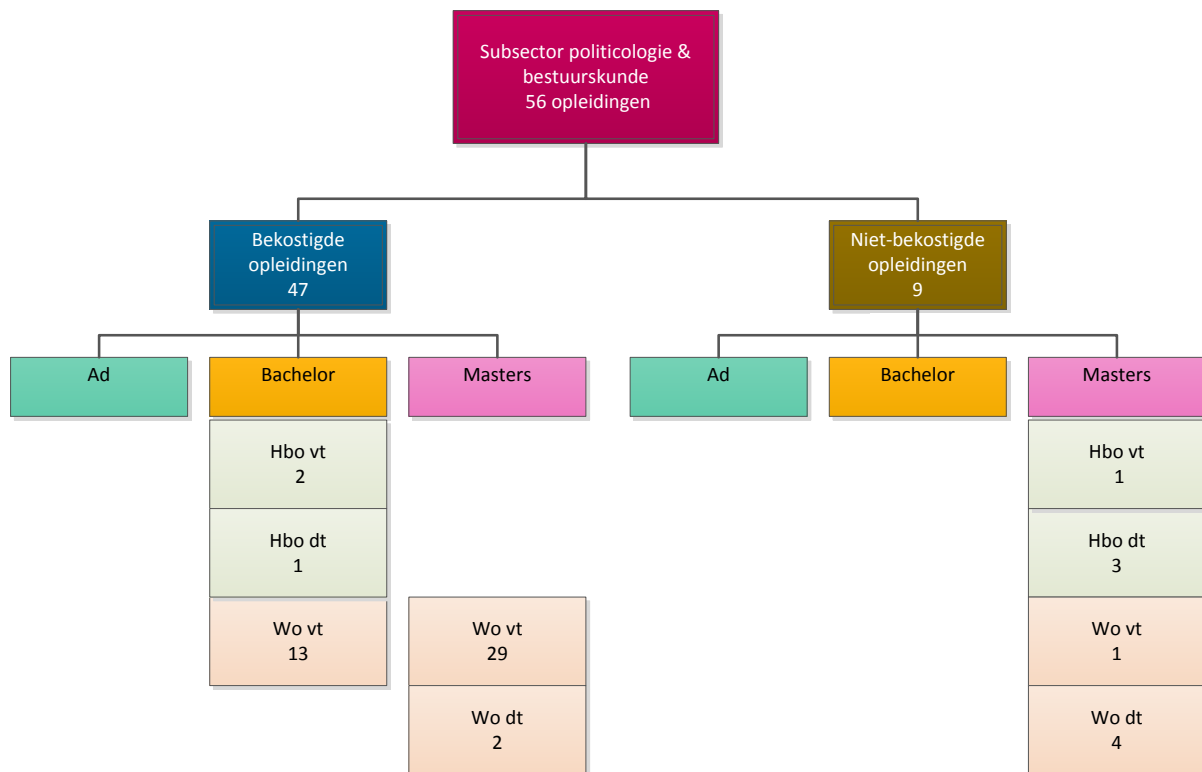 Subsector politicologie &
bestuurskunde
56 opleidingen
Bekostigde
opleidingen
47
Niet-bekostigde
opleidingen
9
Ad
Bachelor
Masters
Ad
Bachelor
Masters
Hbo vt
2
Hbo vt
1
Hbo dt
1
Hbo dt
3
Wo vt
13
Wo vt
29
Wo vt
1
Wo dt
2
Wo dt
4